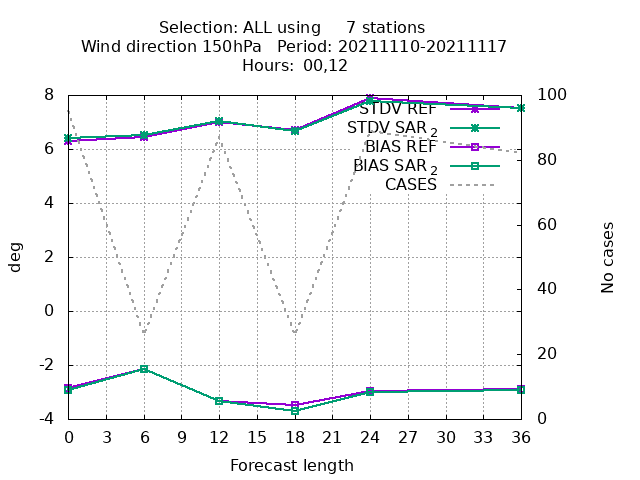 Selection: ALL using 7 stations
Wind direction 150hPa Period: 20211110-20211117
Hours: 00,12
8
6
4
2
0
-2
-4
deg
100
80
60
40
20
0
No cases
STDV REF
STDV SAR 2
BIAS REF
BIAS SAR 2
CASES
0 3 6 9 12 15 18 21 24 27 30 33 36
Forecast length